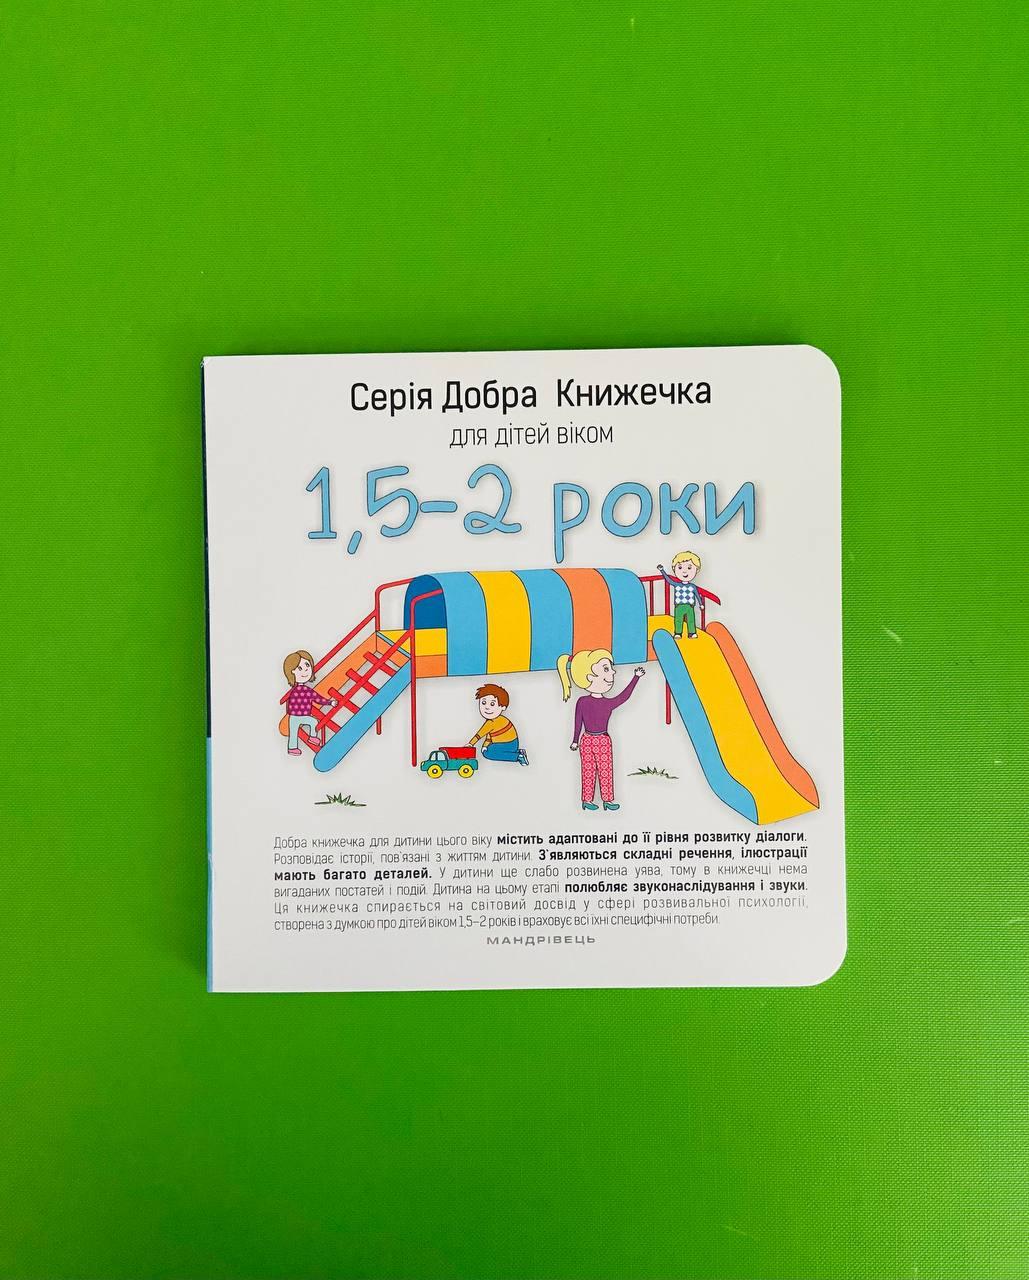 Серія Добра Книжечка
для дітей віком
1,5–2 роки
Добра книжечка для дитини цього віку містить адаптовані до її рівня розвитку діалоги.
Розповідає історії, пов`язані з життям дитини. З`являються складні речення, ілюстрації
мають багато деталей. У дитини ще слабо розвинена уява, тому в книжечці нема
вигаданих постатей і подій. Дитина на цьому етапі полюбляє звуконаслідування і звуки.
Ця книжечка спирається на світовий досвід у сфері розвивальної психології,
створена з думкою про дітей віком 1,5–2 років і враховує всі їхні специфічні потреби.
МАНДРІВЕЦЬ